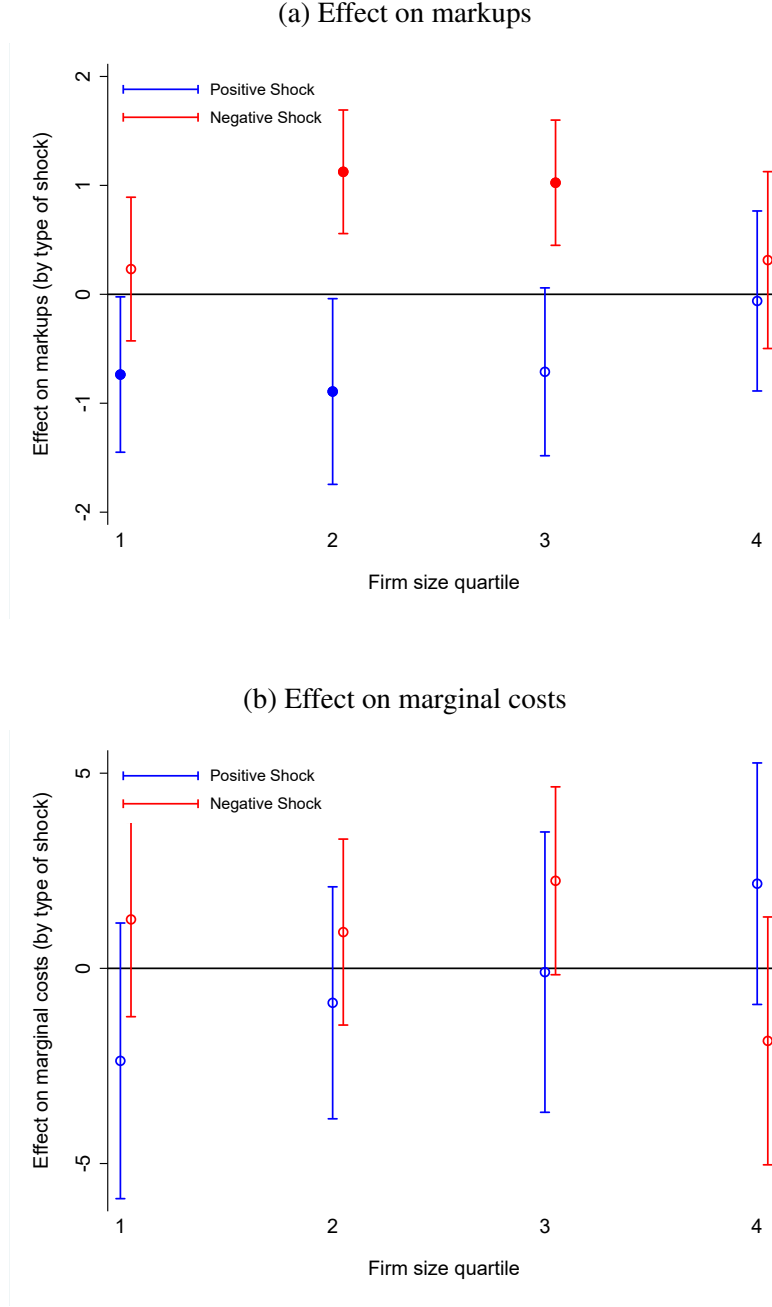 (a) Effect on markups
Effect on markups (by type of shock)
2
1
0
-1
-2
Positive Shock
Negative Shock
1 2 3 4
Firm size quartile
(b) Effect on marginal costs
Effect on marginal costs (by type of shock)
5
0
-5
Positive Shock
Negative Shock
1 2 3 4
Firm size quartile